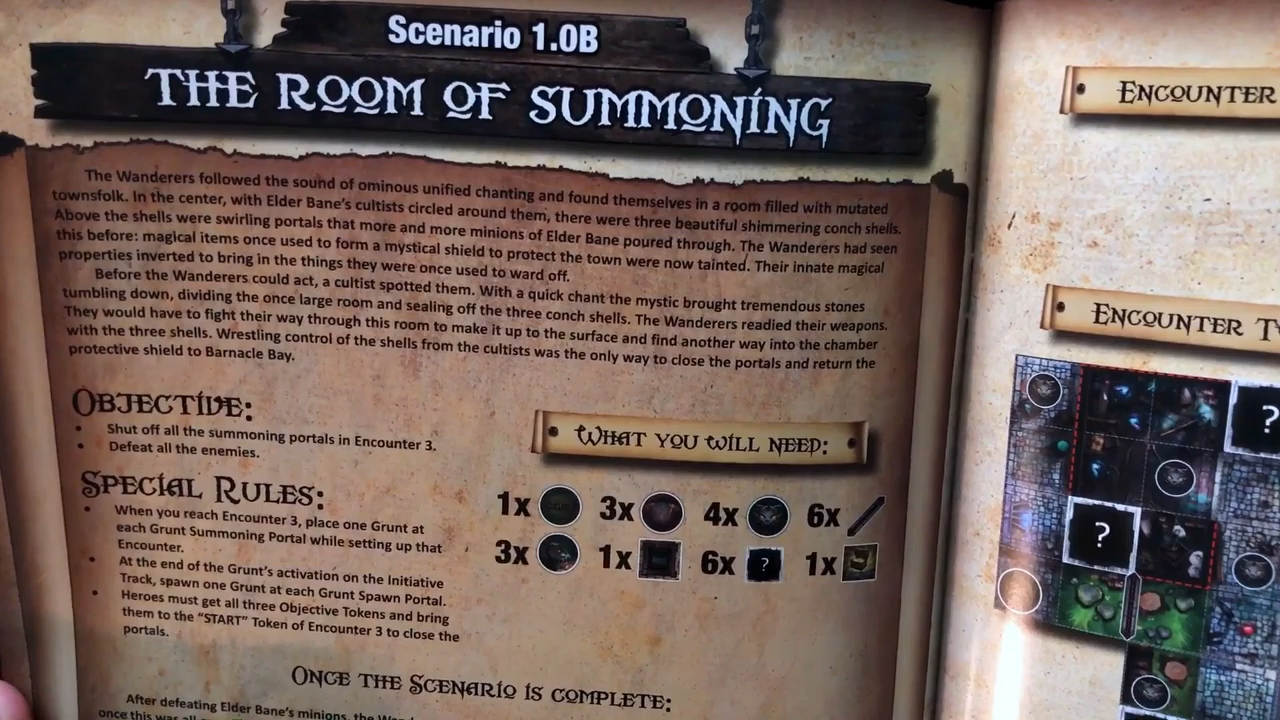 Scenario 1.0B
THE ROOM OF SUMMONING
The Wanderers followed the sound of ominous unified chanting and found themselves in a room filled with mutated
townsfolk. In the center, with Elder Bane's cultists circled around them, there were three beautiful shimmering conch shells.
Above the shells were swirling portals that more and more minions of Elder Bane poured through. The Wanderers had seen
this before: magical items once used to form a mystical shield to protect the town were now tainted. Their innate magical
properties inverted to bring in the things they were once used to ward off.
Before the Wanderers could act, a cultist spotted them. With a quick chant the mystic brought tremendous stones
tumbling down, dividing the once large room and sealing off the three conch shells. The Wanderers readied their weapons.
They would have to fight their way through this room to make it up to the surface and find another way into the chamber
with the three shells. Wrestling control of the shells from the cultists was the only way to close the portals and return the
protective shield to Barnacle Bay.
OBJECTIVE:
• Shut off all the summoning portals in Encounter 3.
• Defeat all the enemies.
SPECIAL RULES:
• When you reach Encounter 3, place one Grunt at
each Grunt Summoning Portal while setting up that
Encounter.
• At the end of the Grunt's activation on the Initiative
Track, spawn one Grunt at each Grunt Spawn Portal.
• Heroes must get all three Objective Tokens and bring
them to the "START" Token of Encounter 3 to close the
portals.
WHAT YOU WILL NEED:
1x 3x 4x 6x
3x 1x 6x ? 1x
ONCE THE SCENARIO IS COMPLETE:
After defeating Elder Bane's minions, the
once this was all
ENCOUNTER
ENCOUNTER
?
?